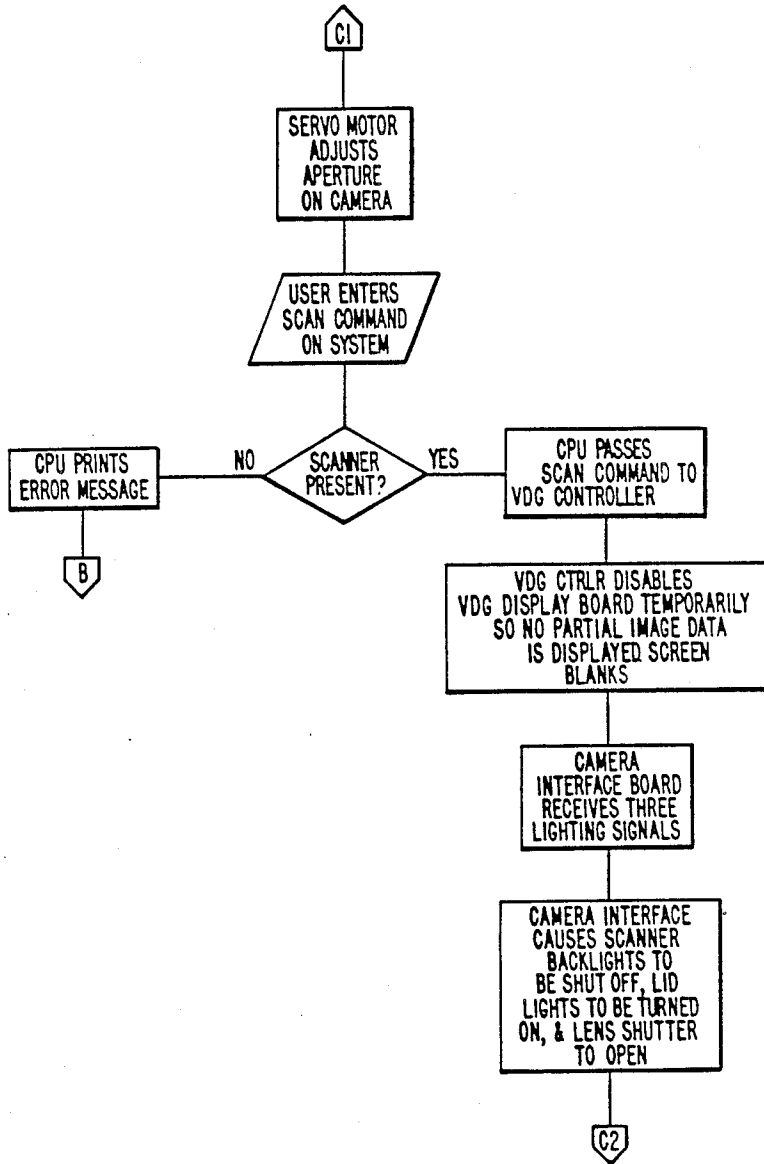 C1
SERVO MOTOR
ADJUSTS
APERTURE
ON CAMERA
USER ENTERS
SCAN COMMAND
ON SYSTEM
SCANNER
PRESENT?
NO
YES
CPU PRINTS
ERROR MESSAGE
B
CPU PASSES
SCAN COMMAND TO
VDG CONTROLLER
VDG CTRLR DISABLES
VDG DISPLAY BOARD TEMPORARILY
SO NO PARTIAL IMAGE DATA
IS DISPLAYED SCREEN
BLANKS
CAMERA
INTERFACE BOARD
RECEIVES THREE
LIGHTING SIGNALS
CAMERA INTERFACE
CAUSES SCANNER
BACKLIGHTS TO
BE SHUT OFF, LID
LIGHTS TO BE TURNED
ON, & LENS SHUTTER
TO OPEN
C2